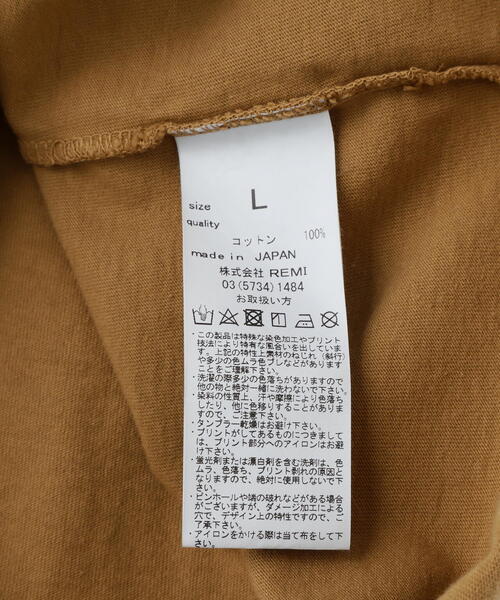 size L
quality
コットン 100%
made in JAPAN
株式会社 REMI
03(5734)1484
お取扱い方
・この製品は特殊な染色加工やプリント
技法により特有な風合いを出していま
す。上記の特性上素材のねじれ(斜行)
や多少の色ムラ色ブレなどがあります
ことをご理解下さい。
・洗濯の際多少の色落ちがありますので
他の物と絶対一緒に洗わないで下さい。
・染料の性質上、汗や摩擦により色落ち
したり、他に色移りすることがありま
すので、ご注意下さい。
・タンブラー乾燥はお避け下さい。
・プリントがしてあるものにつきまして
は、プリント部分へのアイロンはお避
け下さい。
・蛍光剤または漂白剤を含む洗剤は、色
ムラ、色落ち、プリント剥れの原因と
なりますので、絶対に使用しないで下
さい。
・ピンホールや端の破れなどがある場合
がございますが、ダメージ加工による
穴で、デザイン上の特性ですので、ご
了承下さい。
・アイロンをかける際は当て布をして下
さい。